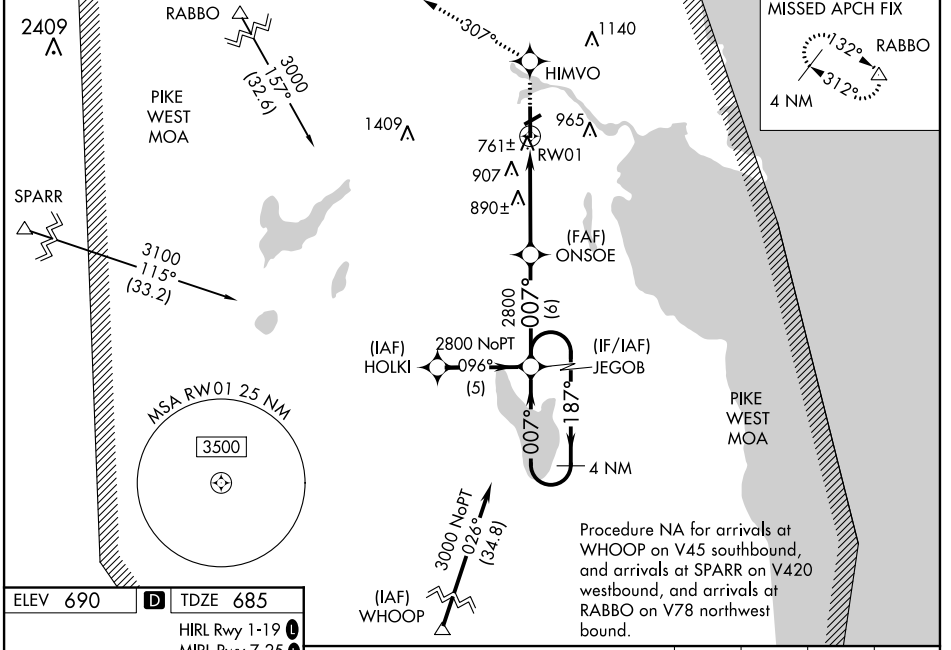 RABBO
2409
3000
157°
(32.6)
PIKE
WEST
MOA
307°
1140
HIMVO
MISSED APCH FIX
132°
RABBO
312°
4 NM
1409
965
761±
RW01
907
890±
SPARR
3100
115°
(33.2)
(FAF)
ONSOE
2800
007°
(6)
(IAF)
HOLKI
2800 NoPT
096°
(5)
(IF/IAF)
JEGOB
007°
187°
4 NM
PIKE
WEST
MOA
MSA RW01 25 NM
3500
3000 NoPT
026°
(34.8)
(IAF)
WHOOP
Procedure NA for arrivals at
WHOOP on V45 southbound,
and arrivals at SPARR on V420
westbound, and arrivals at
RABBO on V78 northwest
bound.
ELEV 690
D
TDZE 685
HIRL Rwy 1-19 L
MIRL Rwy 7-25 L